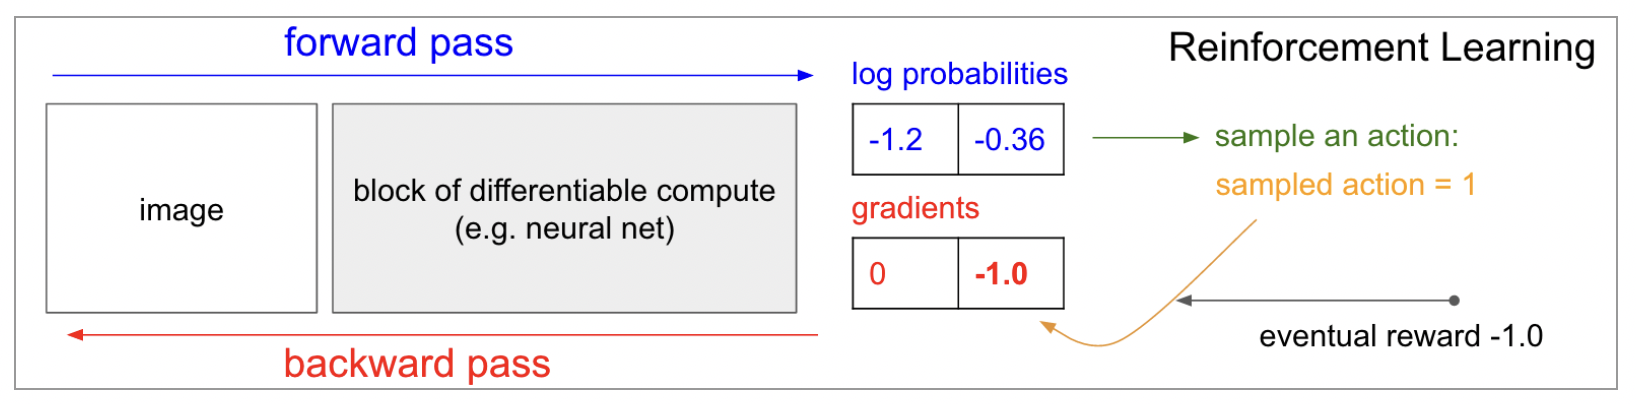 forward pass
Reinforcement Learning
log probabilities
-1.2 -0.36
sample an action:
sampled action = 1
image
block of differentiable compute
(e.g. neural net)
gradients
0 -1.0
eventual reward -1.0
backward pass